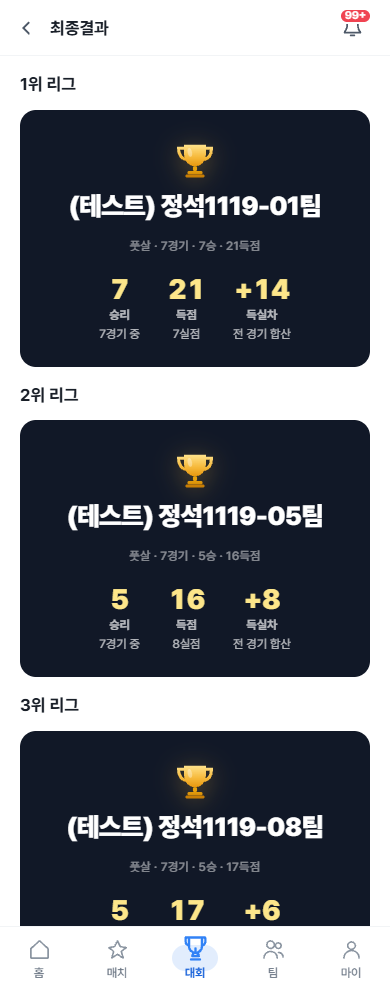 최종결과
99+
1위 리그
(테스트) 정석1119-01팀
풋살 · 7경기 · 7승 · 21득점
7 21 +14
승리 득점 득실차
7경기 중 7실점 전 경기 합산
2위 리그
(테스트) 정석1119-05팀
풋살 · 7경기 · 5승 · 16득점
5 16 +8
승리 득점 득실차
7경기 중 8실점 전 경기 합산
3위 리그
(테스트) 정석1119-08팀
풋살 · 7경기 · 5승 · 17득점
5 17 +6
홈 매치 대회 팀 마이